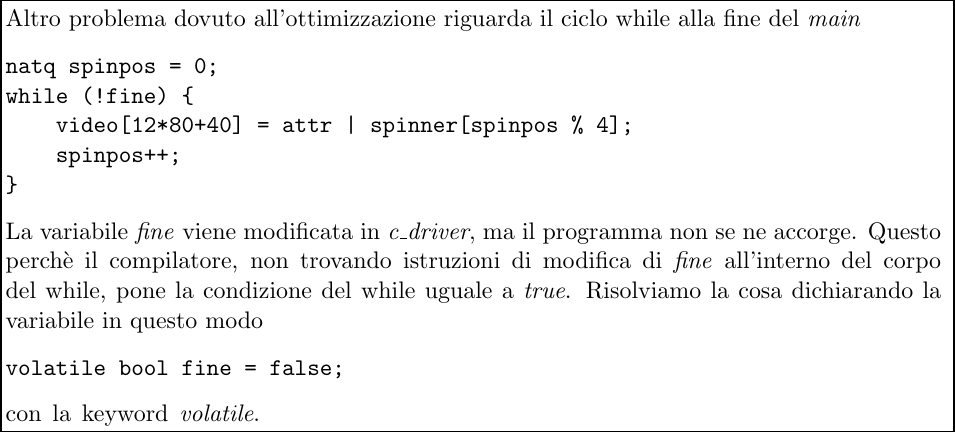 Altro problema dovuto all'ottimizzazione riguarda il ciclo while alla fine del main
natq spinpos = 0;
while (!fine) {
    video[12*80+40] = attr | spinner[spinpos % 4];
    spinpos++;
}
La variabile fine viene modificata in c_driver, ma il programma non se ne accorge. Questo
perchè il compilatore, non trovando istruzioni di modifica di fine all'interno del corpo
del while, pone la condizione del while uguale a true. Risolviamo la cosa dichiarando la
variabile in questo modo
volatile bool fine = false;
con la keyword volatile.